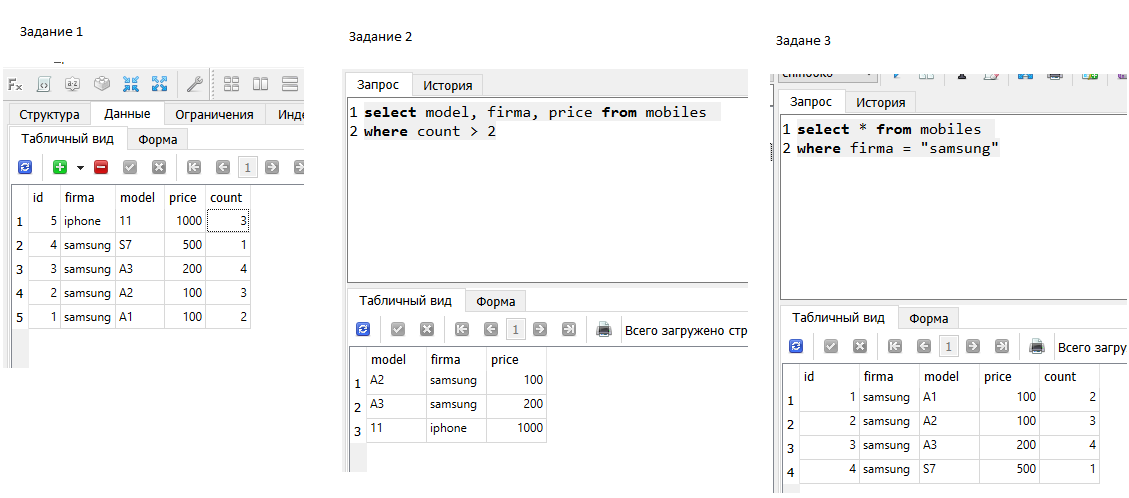 Задание 1
Структура Данные Ограничения Инде
Табличный вид Форма
1
id firma model price count
1 5 iphone 11 1000 3
2 4 samsung S7 500 1
3 3 samsung A3 200 4
4 2 samsung A2 100 3
5 1 samsung A1 100 2
Задание 2
Запрос История
1 select model, firma, price from mobiles
2 where count > 2
Табличный вид Форма
1 Всего загружено стр
model firma price
1 A2 samsung 100
2 A3 samsung 200
3 11 iphone 1000
Задане 3
Запрос История
1 select * from mobiles
2 where firma = "samsung"
Табличный вид Форма
1 Всего загру
id firma model price count
1 1 samsung A1 100 2
2 2 samsung A2 100 3
3 3 samsung A3 200 4
4 4 samsung S7 500 1